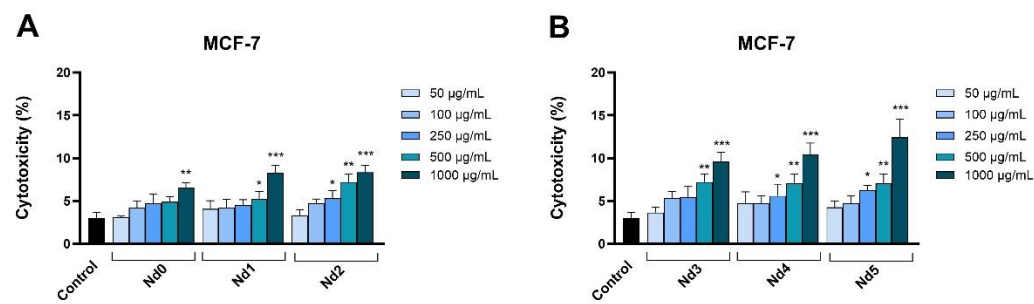 A
MCF-7
Cytotoxicity (%)
20
15
10
5
0
** * *** * ** ***
Control
Nd0
Nd1
Nd2
50 µg/mL
100 µg/mL
250 µg/mL
500 µg/mL
1000 µg/mL
B
MCF-7
Cytotoxicity (%)
20
15
10
5
0
** *** * ** *** * ** ***
Control
Nd3
Nd4
Nd5
50 µg/mL
100 µg/mL
250 µg/mL
500 µg/mL
1000 µg/mL